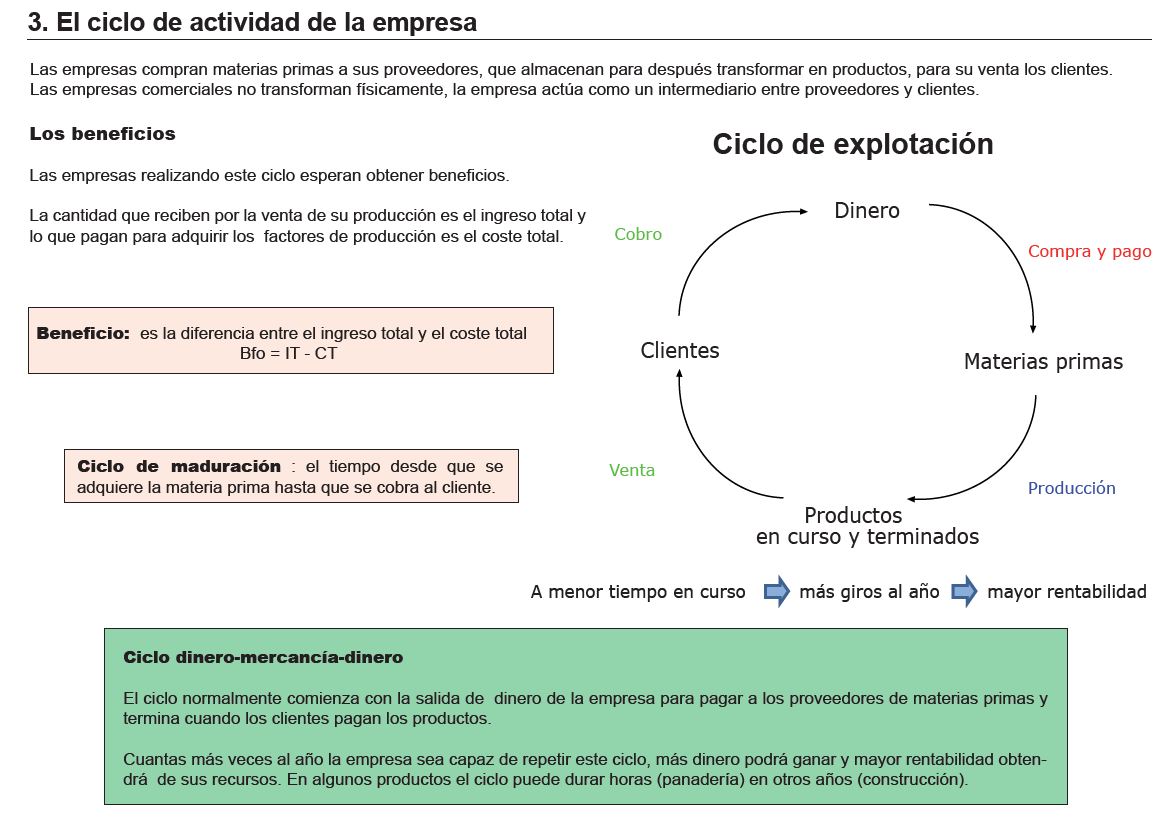 3. El ciclo de actividad de la empresa
Las empresas compran materias primas a sus proveedores, que almacenan para después transformar en productos, para su venta los clientes.
Las empresas comerciales no transforman físicamente, la empresa actúa como un intermediario entre proveedores y clientes.
Los beneficios
Las empresas realizando este ciclo esperan obtener beneficios.
La cantidad que reciben por la venta de su producción es el ingreso total y
lo que pagan para adquirir los  factores de producción es el coste total.
Beneficio:  es la diferencia entre el ingreso total y el coste total
Bfo = IT - CT
Ciclo de maduración : el tiempo desde que se
adquiere la materia prima hasta que se cobra al cliente.
Ciclo de explotación
Dinero
Cobro
Compra y pago
Clientes
Materias primas
Venta
Producción
Productos
en curso y terminados
A menor tiempo en curso más giros al año mayor rentabilidad
Ciclo dinero-mercancía-dinero
El ciclo normalmente comienza con la salida de  dinero de la empresa para pagar a los proveedores de materias primas y
termina cuando los clientes pagan los productos.
Cuantas más veces al año la empresa sea capaz de repetir este ciclo, más dinero podrá ganar y mayor rentabilidad obten-
drá  de sus recursos. En algunos productos el ciclo puede durar horas (panadería) en otros años (construcción).